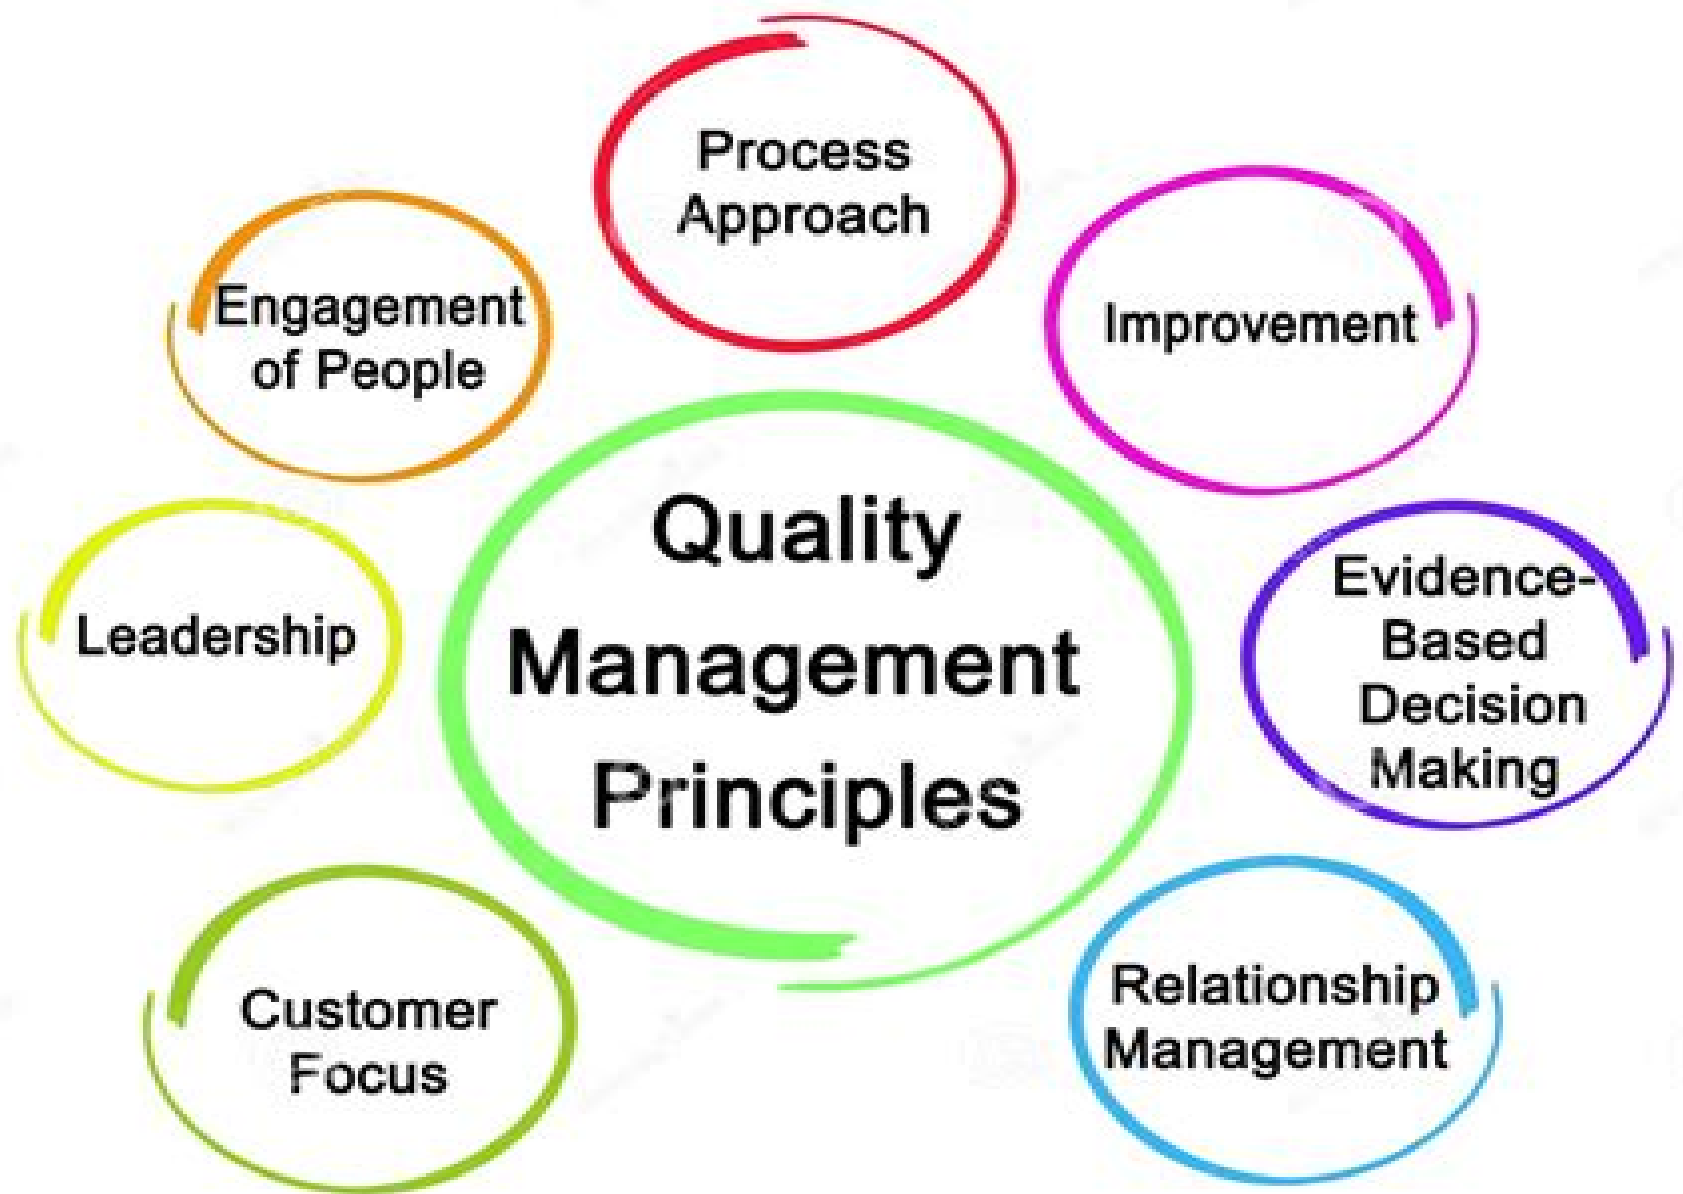 Process
Approach
Engagement
of People
Improvement
Quality
Management
Principles
Leadership
Evidence-
Based
Decision
Making
Customer
Focus
Relationship
Management